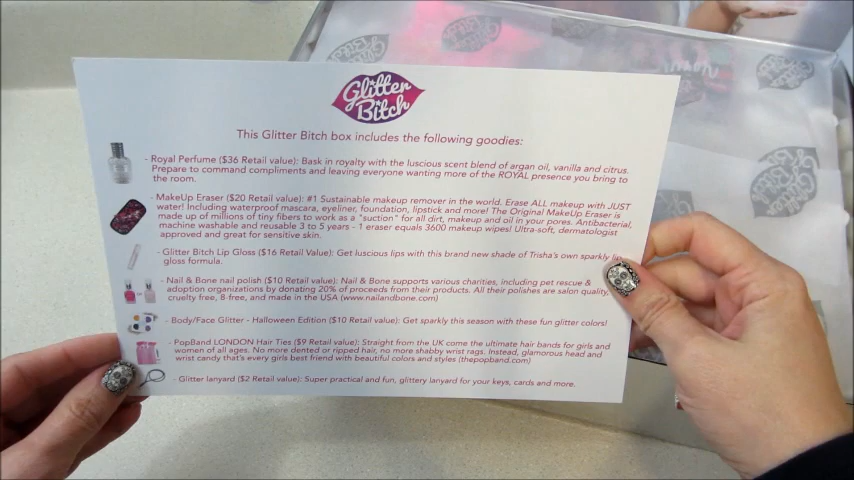 Glitter
Bitch
This Glitter Bitch box includes the following goodies:
- Royal Perfume ($36 Retail value): Bask in royalty with the luscious scent blend of argan oil, vanilla and citrus.
Prepare to command compliments and leaving everyone wanting more of the ROYAL presence you bring to
the room.
- MakeUp Eraser ($20 Retail value): #1 Sustainable makeup remover in the world. Erase ALL makeup with JUST
water! Including waterproof mascara, eyeliner, foundation, lipstick and more! The Original MakeUp Eraser is
made up of millions of tiny fibers to work as a "suction" for all dirt, makeup and oil in your pores. Antibacterial,
machine washable and reusable 3 to 5 years - 1 eraser equals 3600 makeup wipes! Ultra-soft, dermatologist
approved and great for sensitive skin.
- Glitter Bitch Lip Gloss ($16 Retail Value): Get luscious lips with this brand new shade of Trisha's own sparkly lip
gloss formula.
- Nail & Bone nail polish ($10 Retail value): Nail & Bone supports various charities, including pet rescue &
adoption organizations by donating 20% of proceeds from their products. All their polishes are salon quality,
cruelty free, 8-free, and made in the USA (www.nailandbone.com)
- Body/Face Glitter - Halloween Edition ($10 Retail value): Get sparkly this season with these fun glitter colors!
- PopBand LONDON Hair Ties ($9 Retail value): Straight from the UK come the ultimate hair bands for girls and
women of all ages. No more dented or ripped hair, no more shabby wrist rags. Instead, glamorous head and
wrist candy that's every girls best friend with beautiful colors and styles (thepopband.com)
- Glitter lanyard ($2 Retail value): Super practical and fun, glittery lanyard for your keys, cards and more.